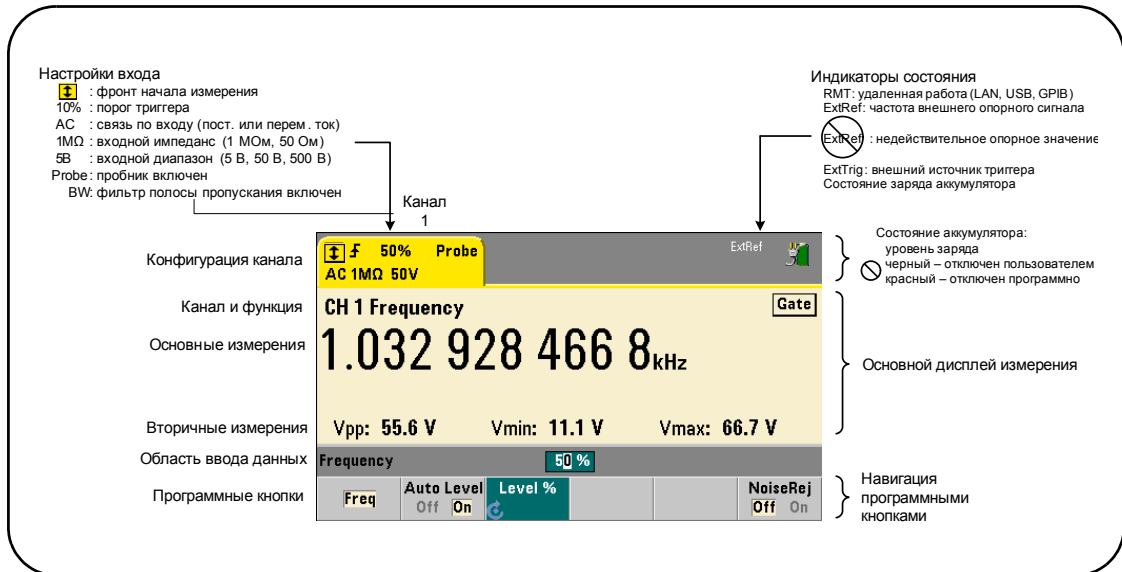 Настройки входа
: фронт начала измерения
10% : порог триггера
AC : связь по входу (пост. или перем. ток)
1MΩ : входной импеданс (1 МОм, 50 Ом)
5В : входной диапазон (5 В, 50 В, 500 В)
Probe: пробник включен
BW: фильтр полосы пропускания включен
Индикаторы состояния
RMT: удаленная работа (LAN, USB, GPIB)
ExtRef: частота внешнего опорного сигнала
ExtRef : недействительное опорное значение
ExtTrig: внешний источник триггера
Состояние заряда аккумулятора
Канал
1
Конфигурация канала
50% Probe
AC 1MΩ 50V
ExtRef
Состояние аккумулятора:
уровень заряда
черный – отключен пользователем
красный – отключен программно
Канал и функция
CH 1 Frequency
Gate
Основные измерения
1.032 928 466 8 kHz
Основной дисплей измерения
Вторичные измерения
Vpp: 55.6 V Vmin: 11.1 V Vmax: 66.7 V
Область ввода данных
Frequency 50 %
Программные кнопки
Freq
Auto Level
Off On
Level %
NoiseRej
Off On
Навигация
программными
кнопками